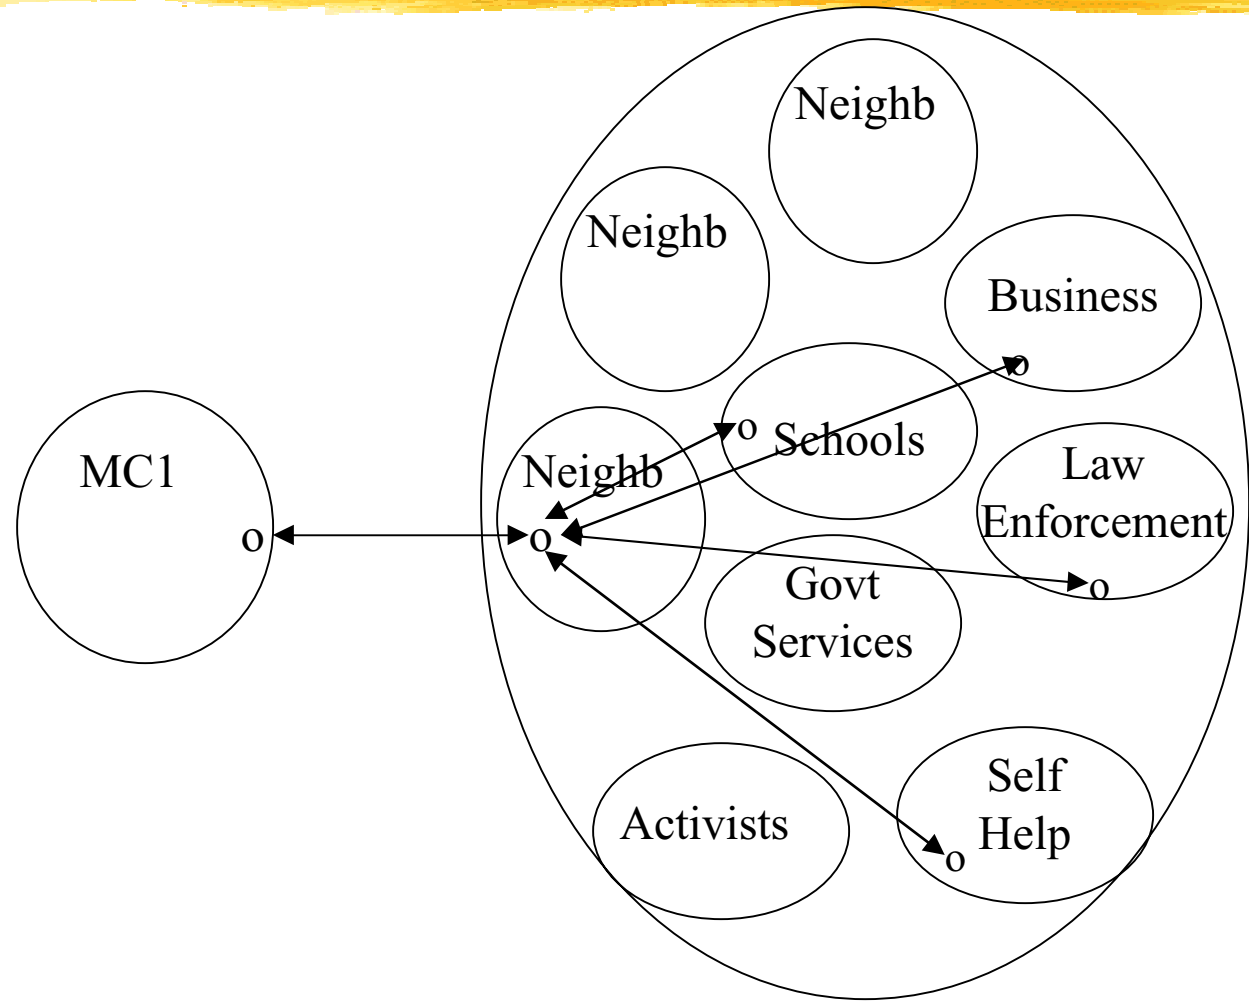 Neighb
Neighb
Business
MC1
o
Neighb
o
o
Schools
o
Law
Enforcement
o
Govt
Services
Activists
Self
Help
o